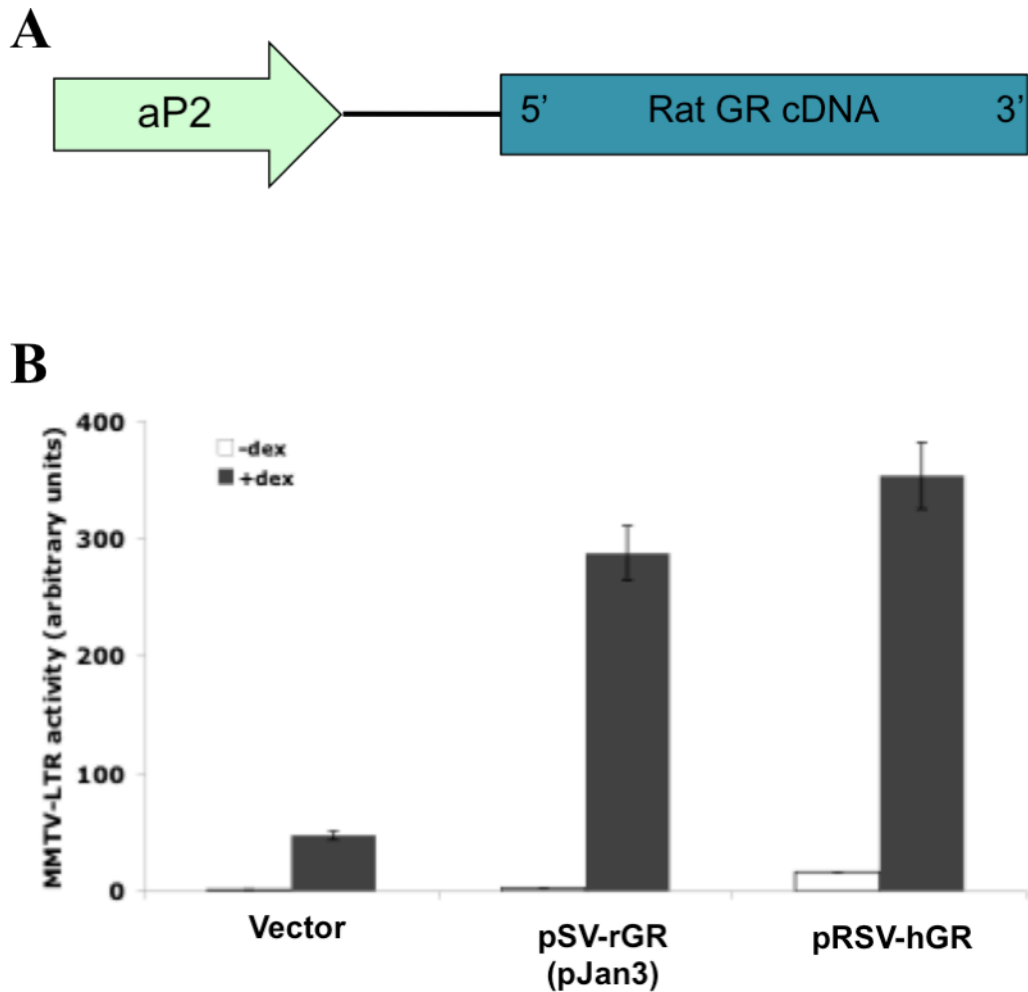 A
aP2
5’ Rat GR cDNA 3’
B
MMTV-LTR activity (arbitrary units)
400
300
200
100
0
-dex
+dex
Vector
pSV-rGR
(pJan3)
pRSV-hGR